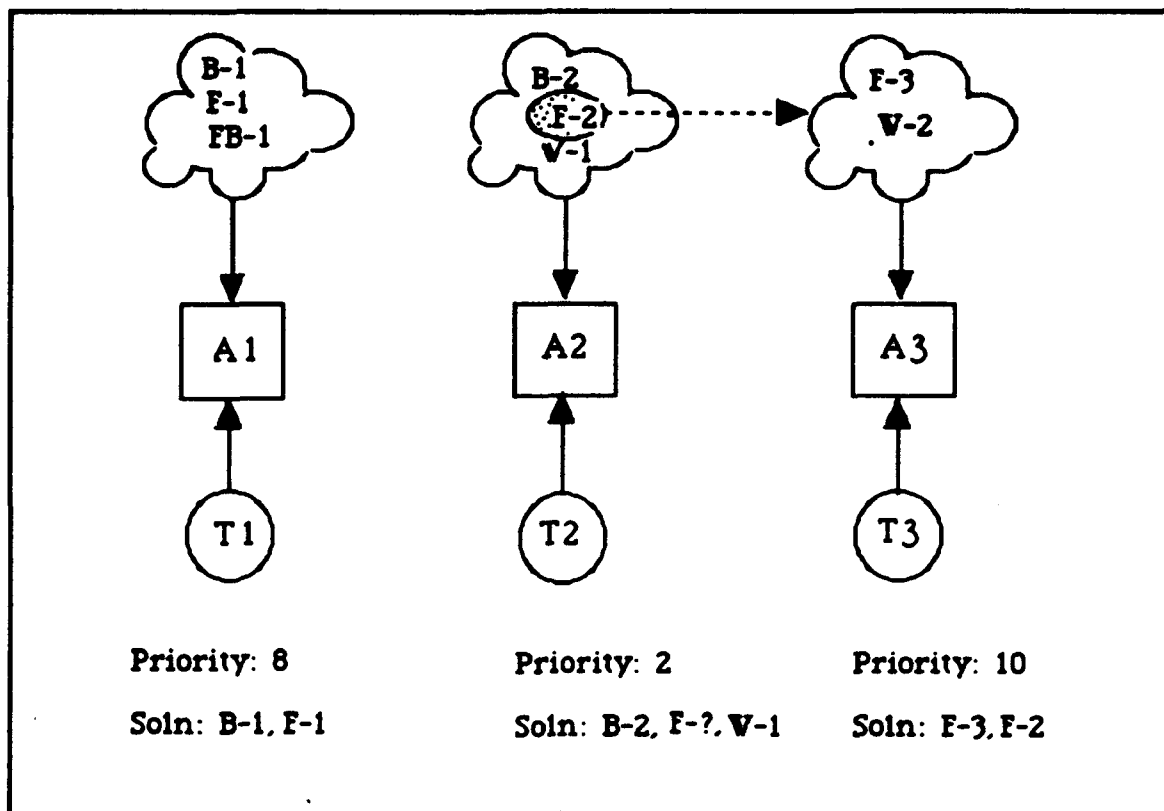 B-1
F-1
FB-1
B-2
F-2
W-1
F-3
W-2
A1
A2
A3
T1
T2
T3
Priority: 8
Priority: 2
Priority: 10
Soln: B-1, F-1
Soln: B-2, F-?, W-1
Soln: F-3, F-2